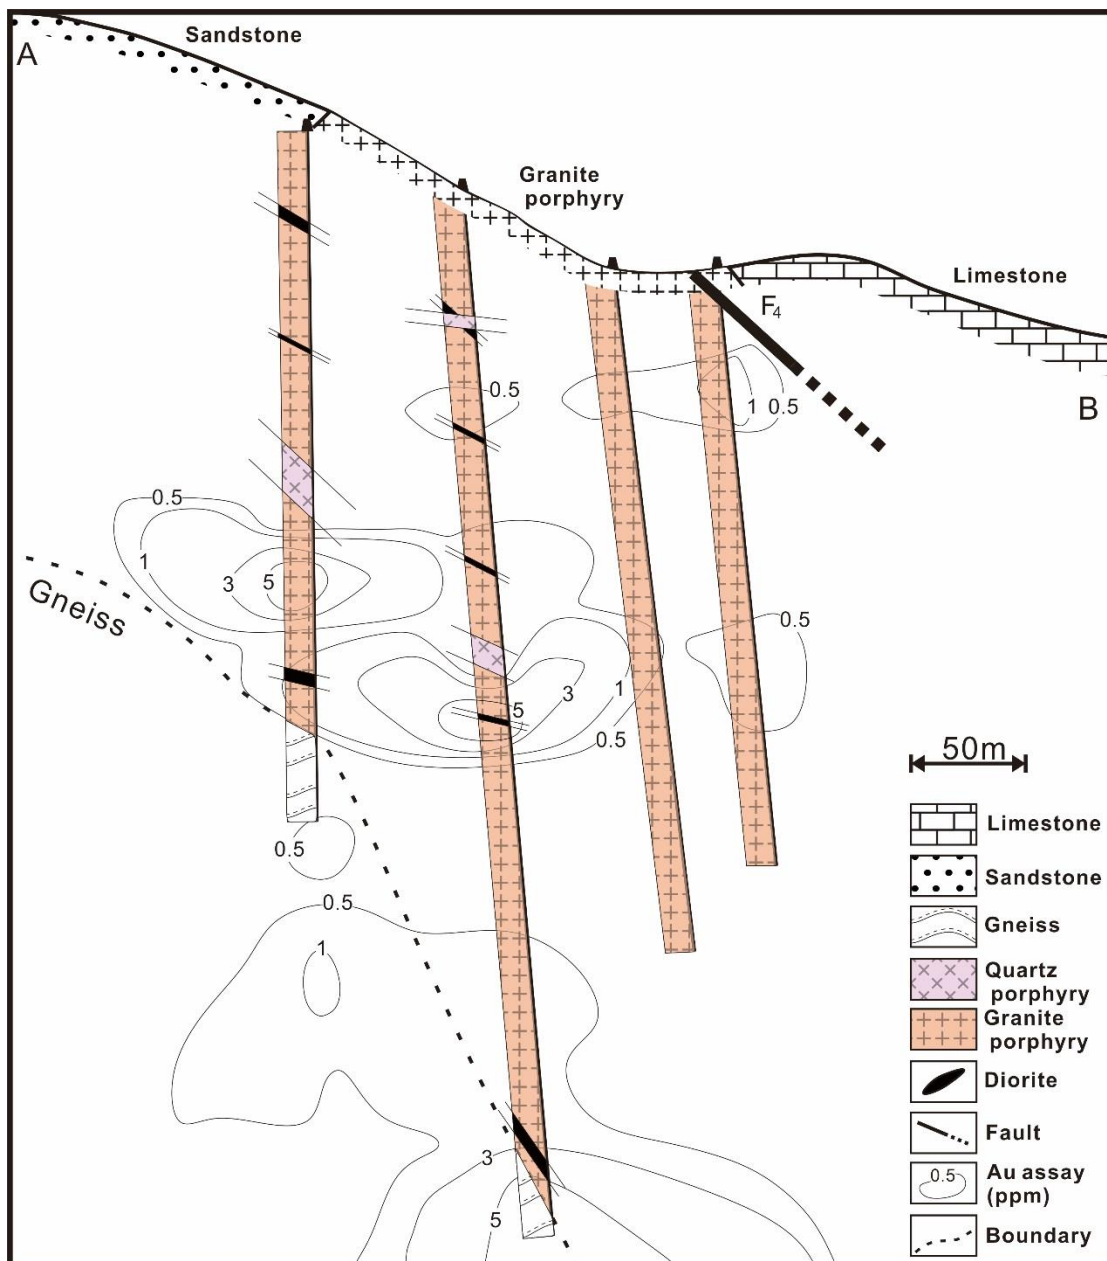 Sandstone
A
Granite
porphyry
Limestone
F4
0.5
1 0.5
B
0.5
1
3 5
Gneiss
0.5
3
1
5
0.5
50m
0.5
0.5
1
3
5
Limestone
Sandstone
Gneiss
Quartz
porphyry
Granite
porphyry
Diorite
Fault
0.5
Au assay
(ppm)
Boundary